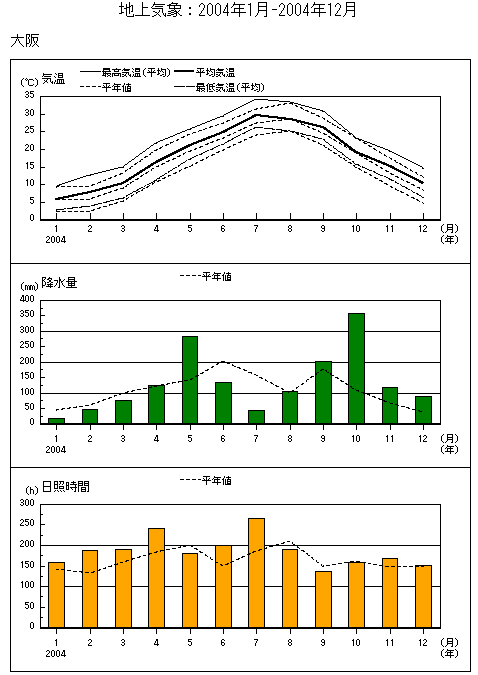 地上気象：2004年1月-2004年12月
大阪
(℃) 気温 最高気温(平均) 平均気温
平年値 最低気温(平均)
35
30
25
20
15
10
5
0
1 2 3 4 5 6 7 8 9 10 11 12 (月)
2004 (年)
(mm) 降水量 平年値
400
350
300
250
200
150
100
50
0
1 2 3 4 5 6 7 8 9 10 11 12 (月)
2004 (年)
(h) 日照時間 平年値
300
250
200
150
100
50
0
1 2 3 4 5 6 7 8 9 10 11 12 (月)
2004 (年)